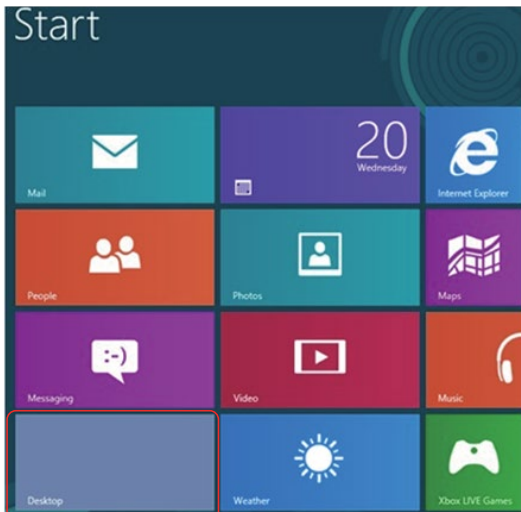 Start
Mail
20
Wednesday
Internet Explorer
People
Photos
Maps
Messaging
Video
Music
Desktop
Weather
Xbox LIVE Games